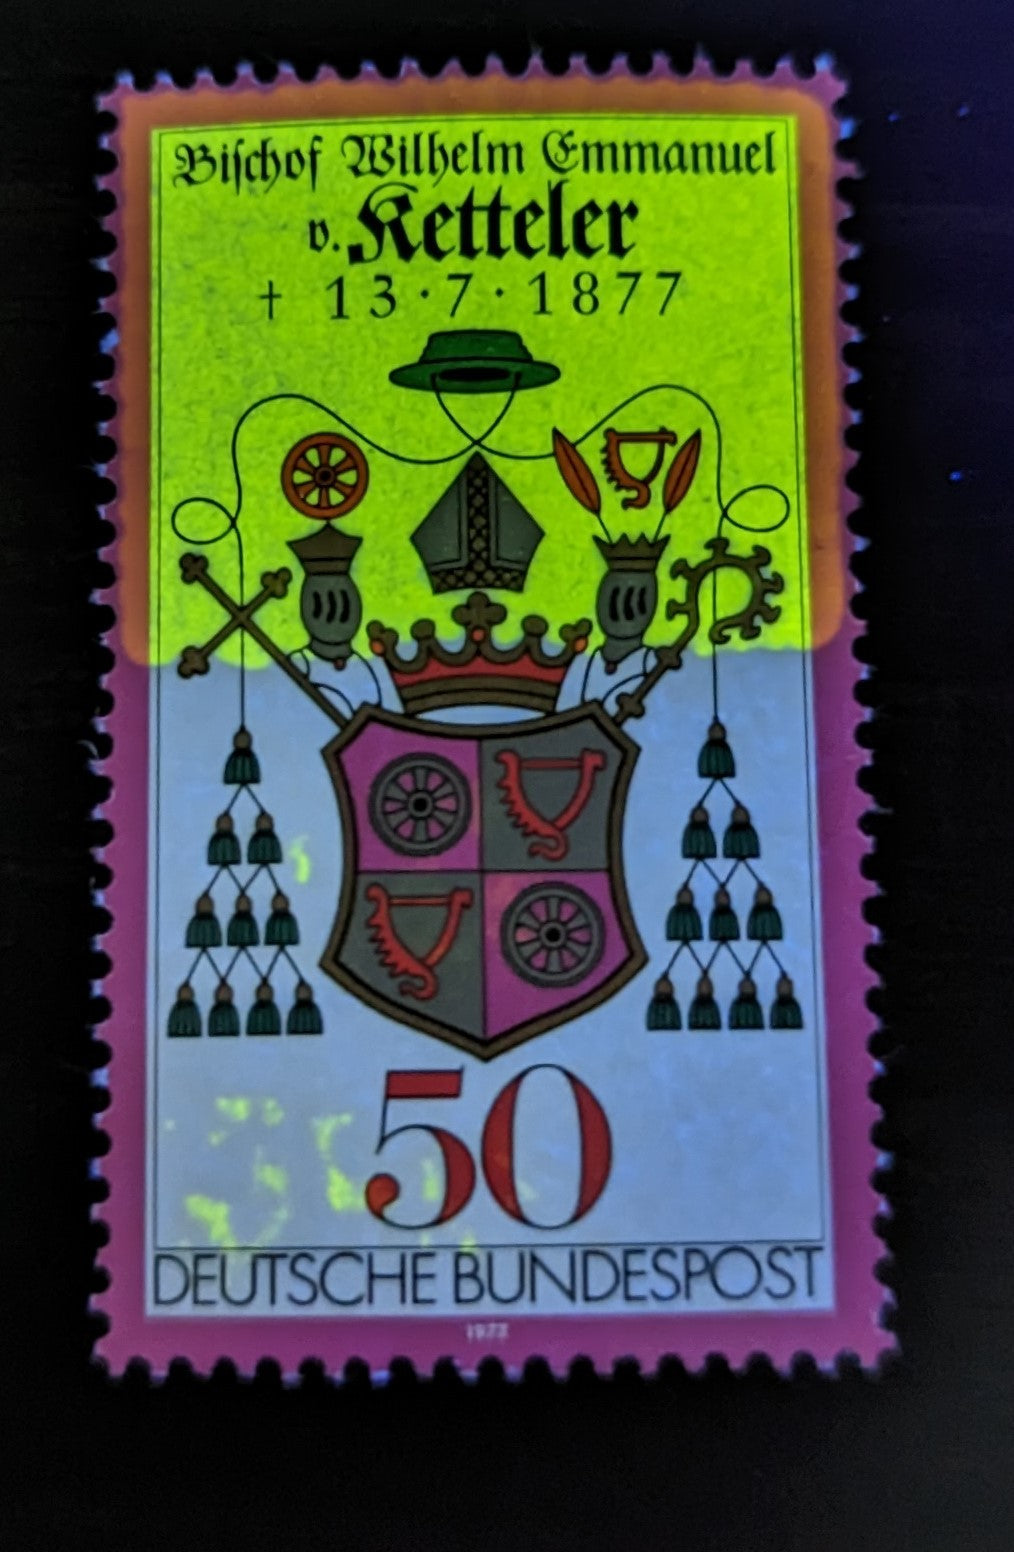 Bischof Wilhelm Emmanuel
v. Ketteler
† 13·7·1877
50
DEUTSCHE BUNDESPOST
1977